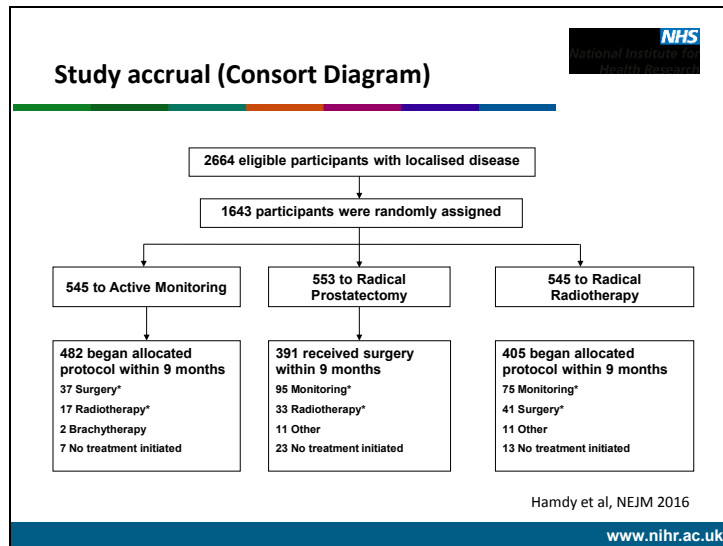 NHS
National Institute for
Health Research
Study accrual (Consort Diagram)
2664 eligible participants with localised disease
1643 participants were randomly assigned
545 to Active Monitoring
553 to Radical
Prostatectomy
545 to Radical
Radiotherapy
482 began allocated
protocol within 9 months
37 Surgery*
17 Radiotherapy*
2 Brachytherapy
7 No treatment initiated
391 received surgery
within 9 months
95 Monitoring*
33 Radiotherapy*
11 Other
23 No treatment initiated
405 began allocated
protocol within 9 months
75 Monitoring*
41 Surgery*
11 Other
13 No treatment initiated
Hamdy et al, NEJM 2016
www.nihr.ac.uk